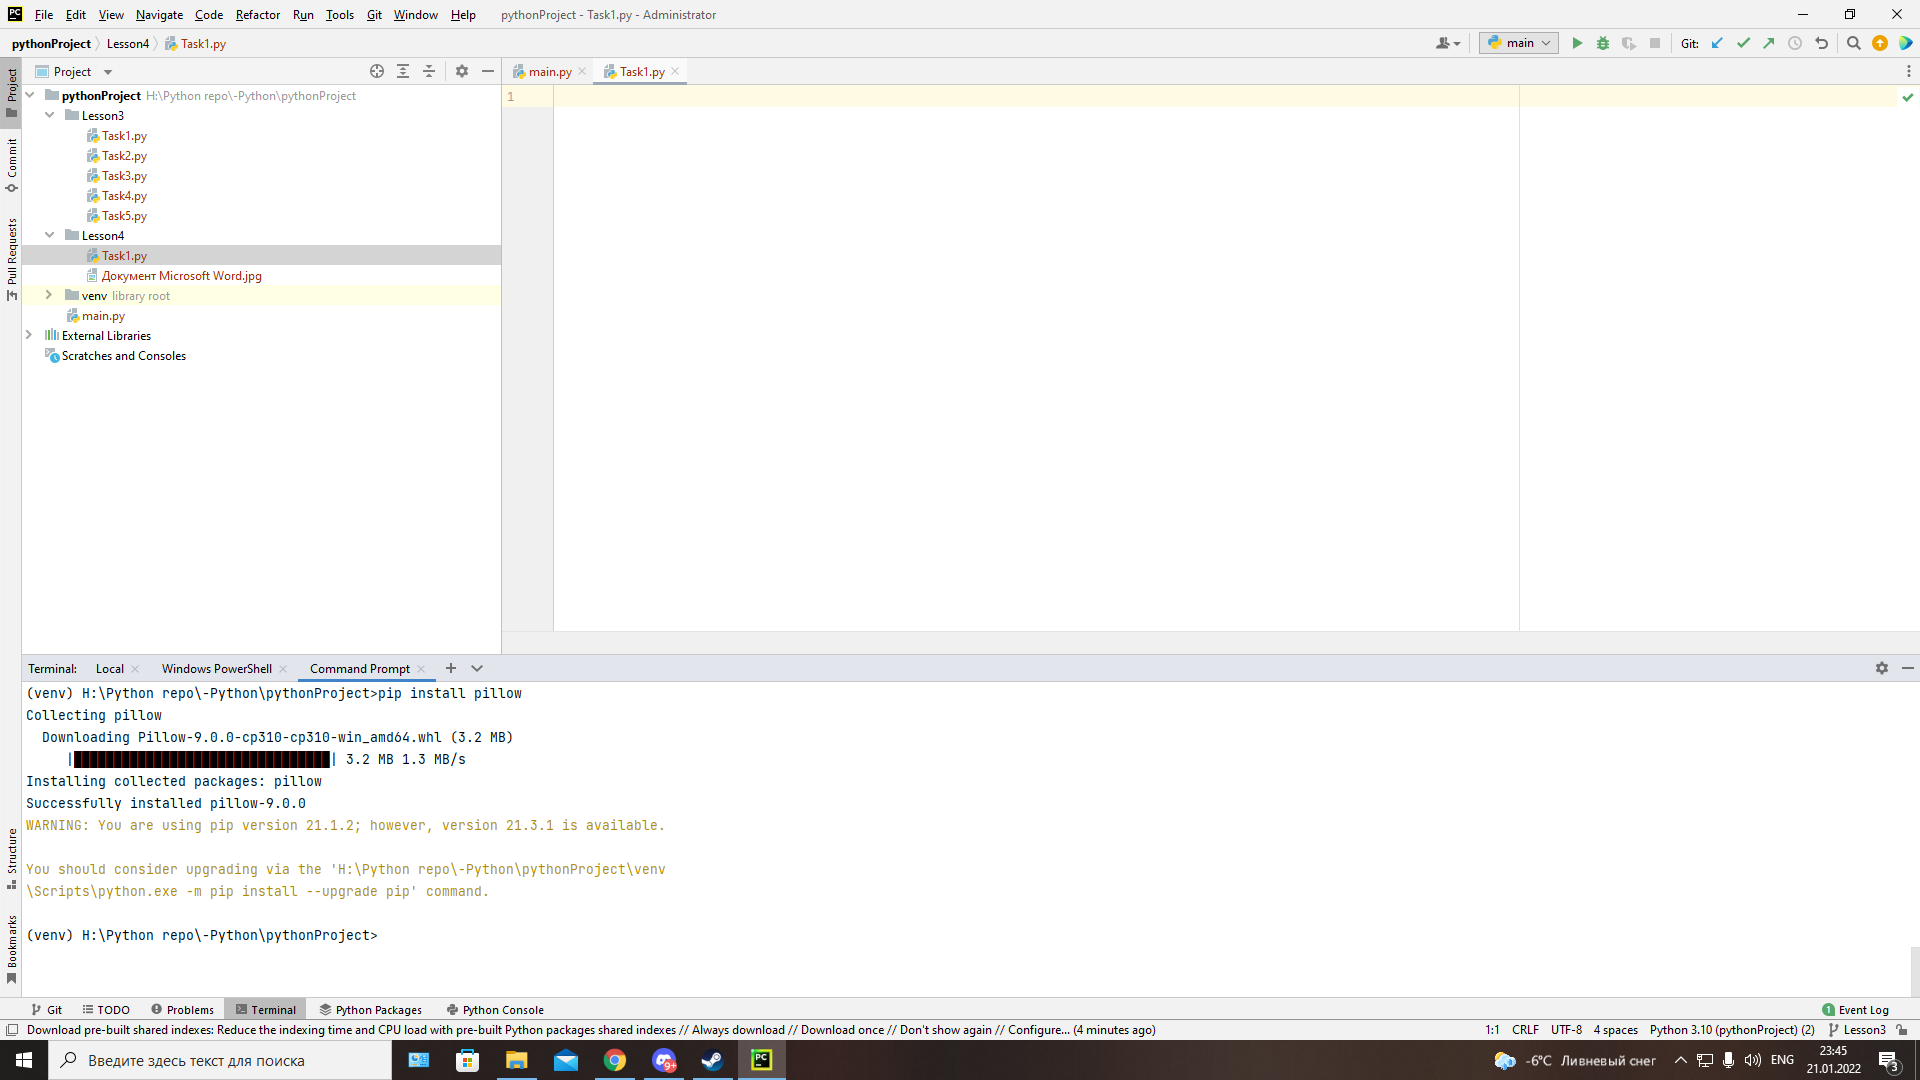 PC File Edit View Navigate Code Refactor Run Tools Git Window Help pythonProject - Task1.py - Administrator
pythonProject Lesson4 Task1.py main Git:
Project main.py Task1.py
Project
pythonProject H:\Python repo\-Python\pythonProject
1
Lesson3
Task1.py
Commit
Task2.py
Task3.py
Task4.py
Task5.py
Pull Requests
Lesson4
Task1.py
Документ Microsoft Word.jpg
venv library root
main.py
External Libraries
Scratches and Consoles
Terminal: Local Windows PowerShell Command Prompt
(venv) H:\Python repo\-Python\pythonProject>pip install pillow
Collecting pillow
Downloading Pillow-9.0.0-cp310-cp310-win_amd64.whl (3.2 MB)
| | 3.2 MB 1.3 MB/s
Installing collected packages: pillow
Successfully installed pillow-9.0.0
WARNING: You are using pip version 21.1.2; however, version 21.3.1 is available.
Structure
You should consider upgrading via the 'H:\Python repo\-Python\pythonProject\venv
\Scripts\python.exe -m pip install --upgrade pip' command.
Bookmarks
(venv) H:\Python repo\-Python\pythonProject>
Git TODO Problems Terminal Python Packages Python Console 1 Event Log
Download pre-built shared indexes: Reduce the indexing time and CPU load with pre-built Python packages shared indexes // Always download // Download once // Don't show again // Configure... (4 minutes ago) 1:1 CRLF UTF-8 4 spaces Python 3.10 (pythonProject) (2) Lesson3
Введите здесь текст для поиска 9+ PC -6°C Ливневый снег ENG 23:45
21.01.2022 3